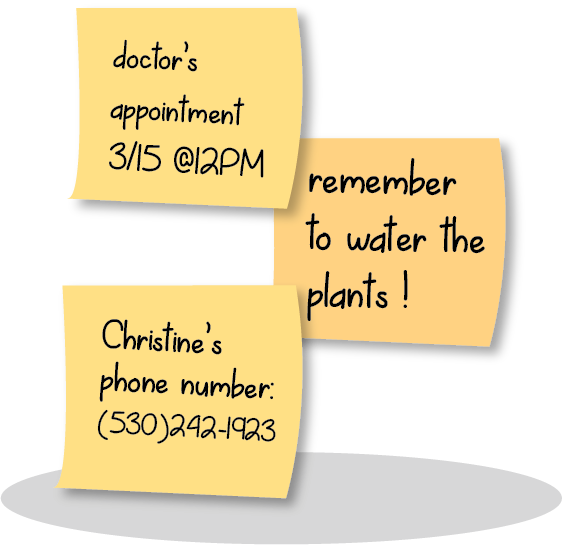 doctor's
appointment
3/15 @12PM
remember
to water the
plants !
Christine's
phone number:
(530)242-1923